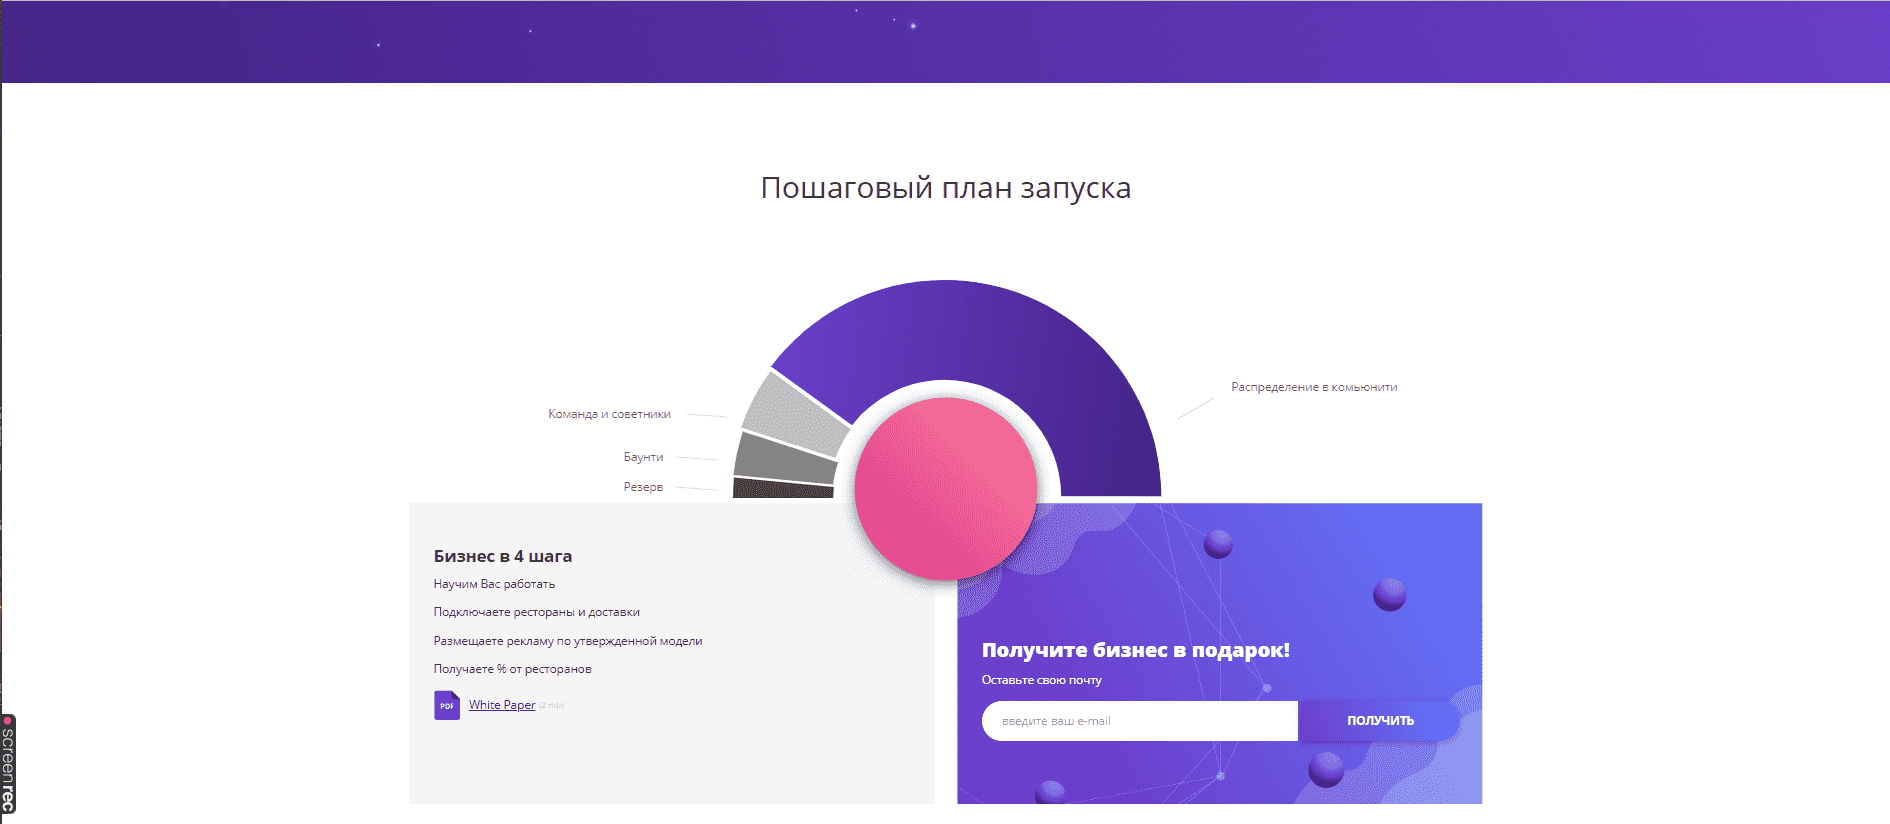 Пошаговый план запуска
Распределение в комьюнити
Команда и советники
Баунти
Резерв
Бизнес в 4 шага
Научим Вас работать
Подключаете рестораны и доставки
Размещаете рекламу по утвержденной модели
Получаете % от ресторанов
PDF White Paper (2 mb)
Получите бизнес в подарок!
Оставьте свою почту
введите ваш e-mail
ПОЛУЧИТЬ
screenrec